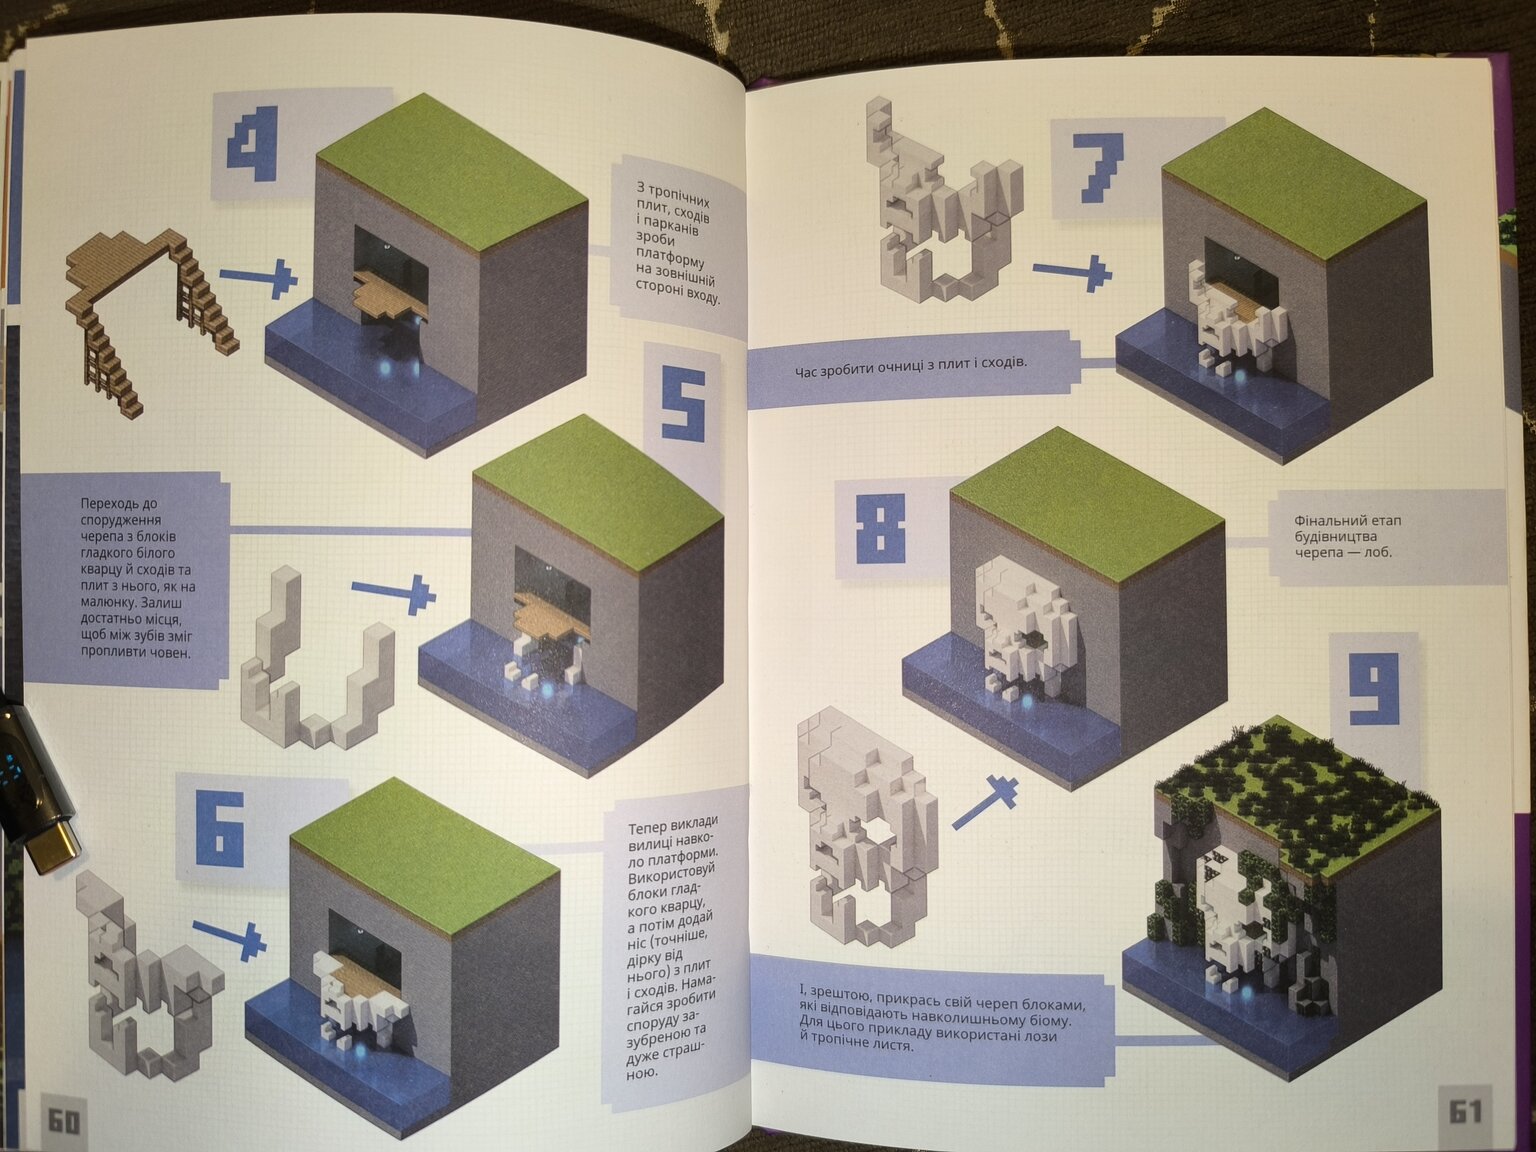 4
З тропічних
плит, сходів
і парканів
зроби
платформу
на зовнішній
стороні входу.
5
Переходь до
спорудження
черепа з блоків
гладкого білого
кварцу й сходів та
плит з нього, як на
малюнку. Залиш
достатньо місця,
щоб між зубів зміг
пропливти човен.
6
Тепер виклади
вилиці навко-
ло платформи.
Використовуй
блоки глад-
кого кварцу,
а потім додай
ніс (точніше,
дірку від
нього) з плит
і сходів. Нама-
гайся зробити
споруду за-
зубреною та
дуже страш-
ною.
60
7
Час зробити очниці з плит і сходів.
8
Фінальний етап
будівництва
черепа — лоб.
9
І, зрештою, прикрась свій череп блоками,
які відповідають навколишньому біому.
Для цього прикладу використані лози
й тропічне листя.
61